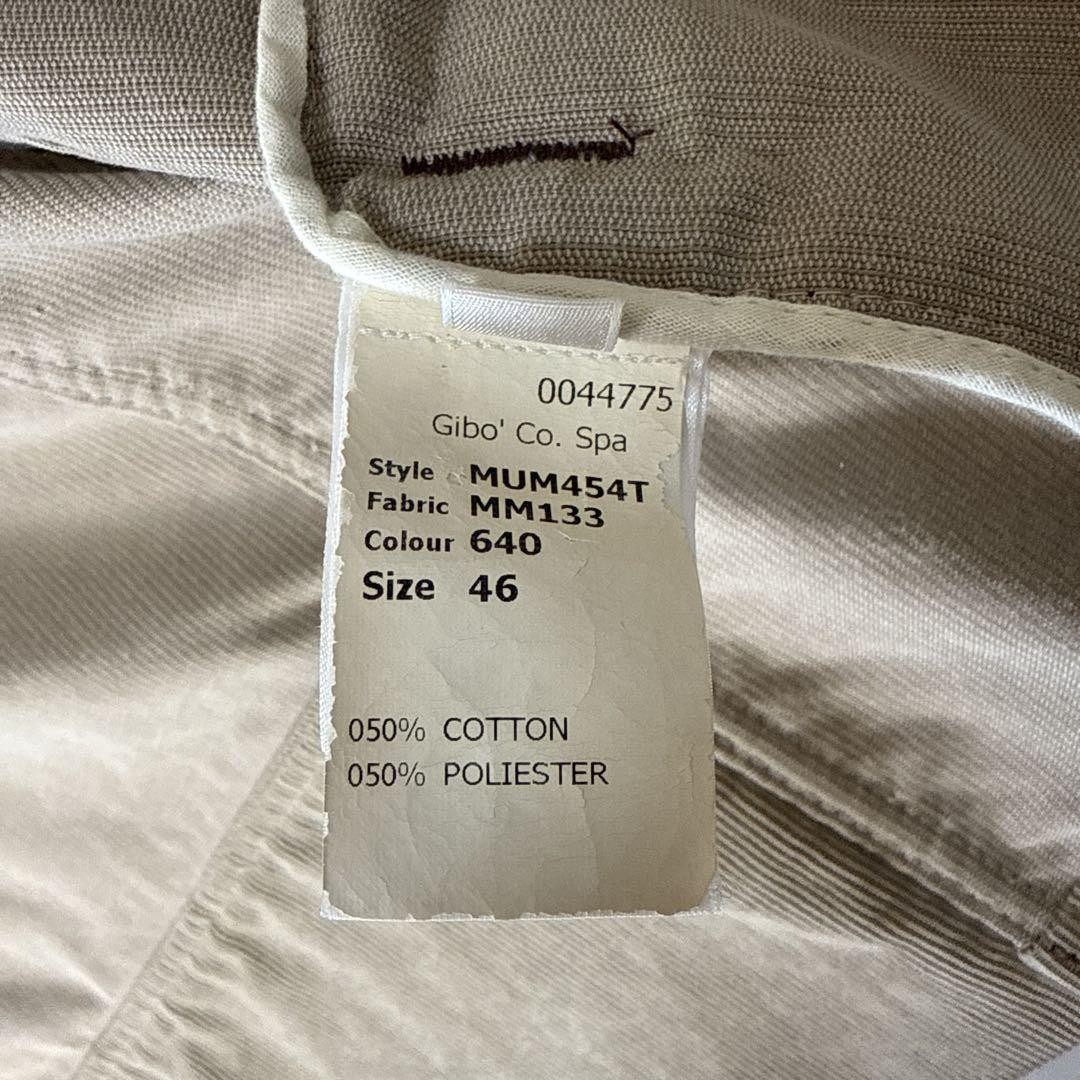 0044775
Gibo' Co. Spa
Style MUM454T
Fabric MM133
Colour 640
Size 46
050% COTTON
050% POLIESTER